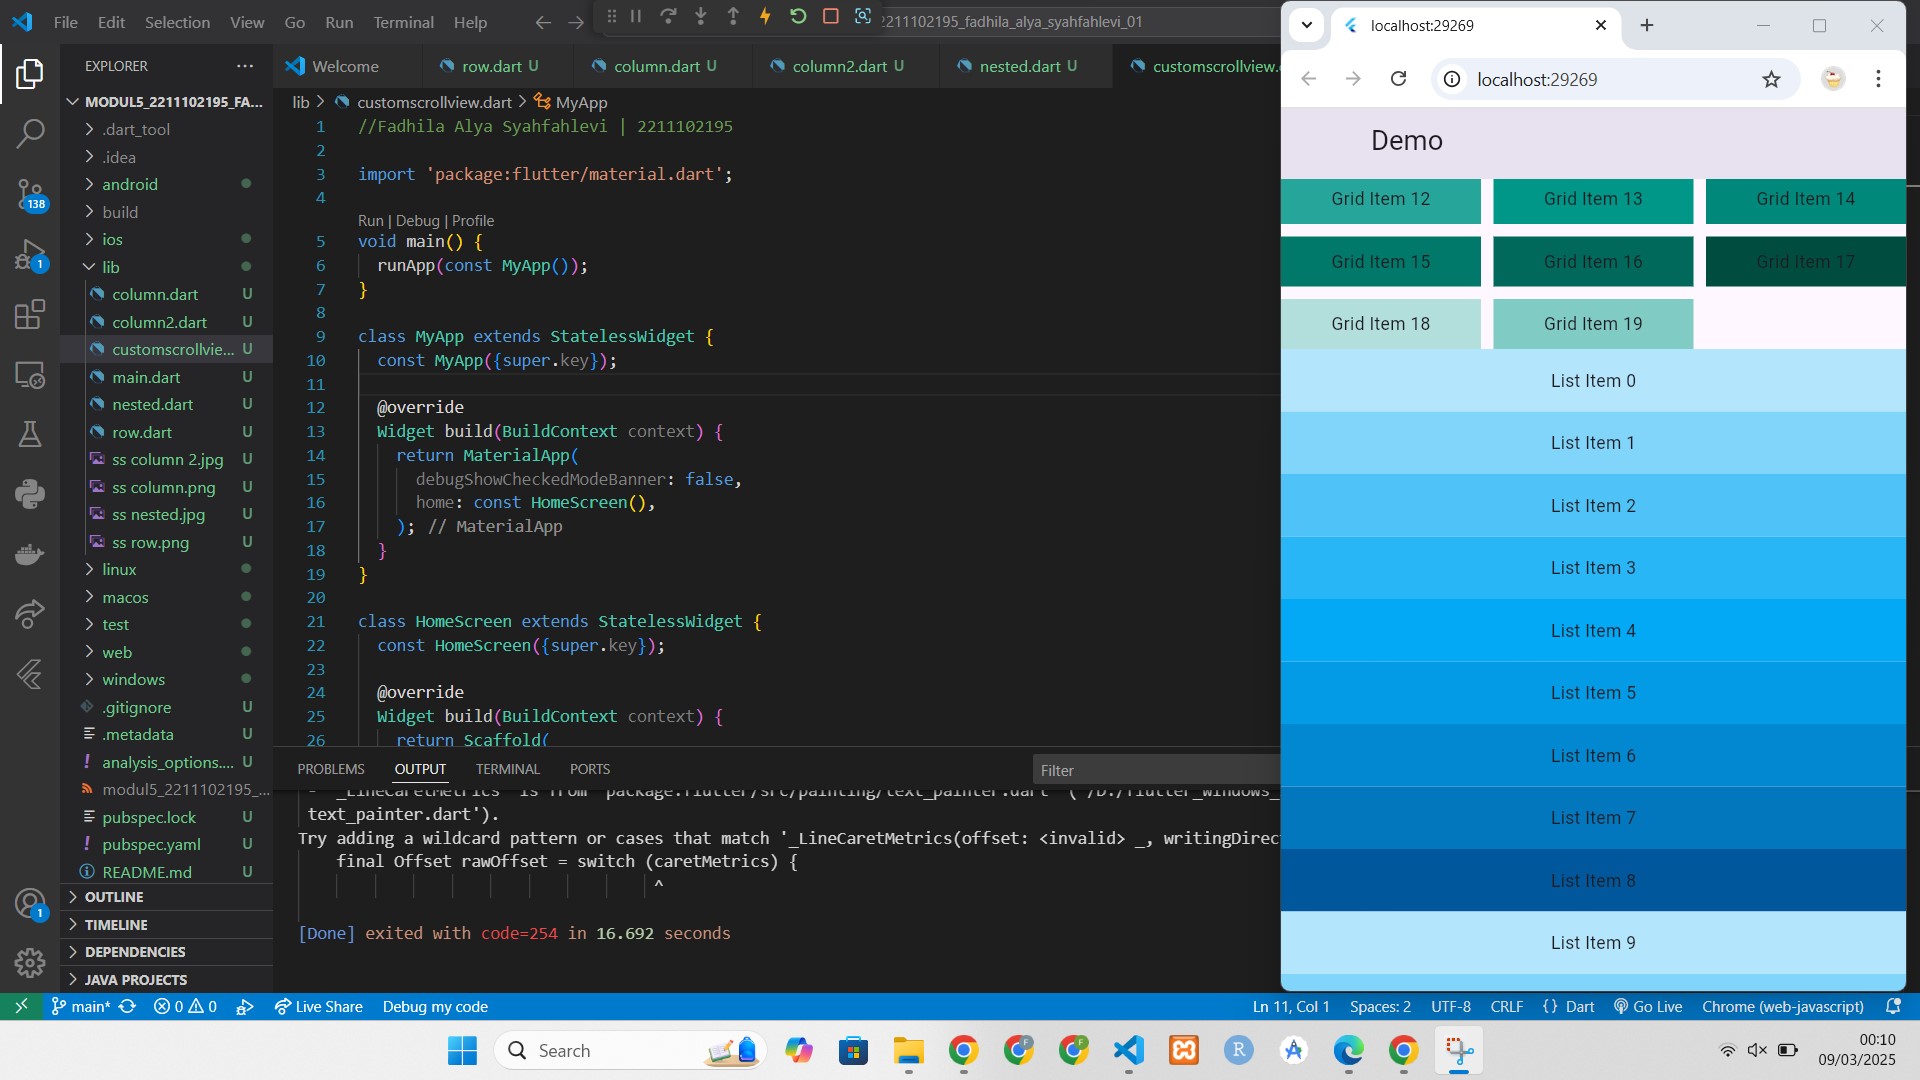 File Edit Selection View Go Run Terminal Help
2211102195_fadhila_alya_syahfahlevi_01
EXPLORER
MODUL5_2211102195_FA...
.dart_tool
.idea
android
build
ios
lib
column.dart U
column2.dart U
customscrollvie... U
main.dart U
nested.dart U
row.dart U
ss column 2.jpg U
ss column.png U
ss nested.jpg U
ss row.png U
linux
macos
test
web
windows
.gitignore U
.metadata U
analysis_options.... U
modul5_2211102195_...
pubspec.lock U
pubspec.yaml U
README.md U
OUTLINE
TIMELINE
DEPENDENCIES
JAVA PROJECTS
138
1
1
Welcome row.dart U column.dart U column2.dart U nested.dart U customscrollview.
lib > customscrollview.dart > MyApp
1 //Fadhila Alya Syahfahlevi | 2211102195
2
3 import 'package:flutter/material.dart';
4
Run | Debug | Profile
5 void main() {
6 runApp(const MyApp());
7 }
8
9 class MyApp extends StatelessWidget {
10 const MyApp({super.key});
11
12 @override
13 Widget build(BuildContext context) {
14 return MaterialApp(
15 debugShowCheckedModeBanner: false,
16 home: const HomeScreen(),
17 ); // MaterialApp
18 }
19 }
20
21 class HomeScreen extends StatelessWidget {
22 const HomeScreen({super.key});
23
24 @override
25 Widget build(BuildContext context) {
26 return Scaffold(
PROBLEMS OUTPUT TERMINAL PORTS
Filter
- '_LineCaretMetrics' is from 'package:flutter/src/painting/text_painter.dart' ('/D:/flutter_windows_
text_painter.dart').
Try adding a wildcard pattern or cases that match '_LineCaretMetrics(offset: <invalid> _, writingDirec
final Offset rawOffset = switch (caretMetrics) {
^
[Done] exited with code=254 in 16.692 seconds
localhost:29269
localhost:29269
Demo
Grid Item 12 Grid Item 13 Grid Item 14
Grid Item 15 Grid Item 16 Grid Item 17
Grid Item 18 Grid Item 19
List Item 0
List Item 1
List Item 2
List Item 3
List Item 4
List Item 5
List Item 6
List Item 7
List Item 8
List Item 9
main* 0 0 Live Share Debug my code Ln 11, Col 1 Spaces: 2 UTF-8 CRLF {} Dart Go Live Chrome (web-javascript)
Search
00:10
09/03/2025